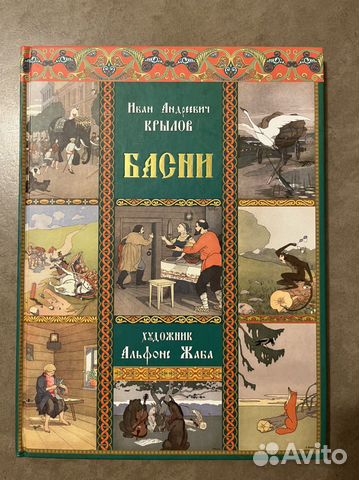 Иван Андреевич
Крылов
Басни
художник
Альфонс Жаба
Avito